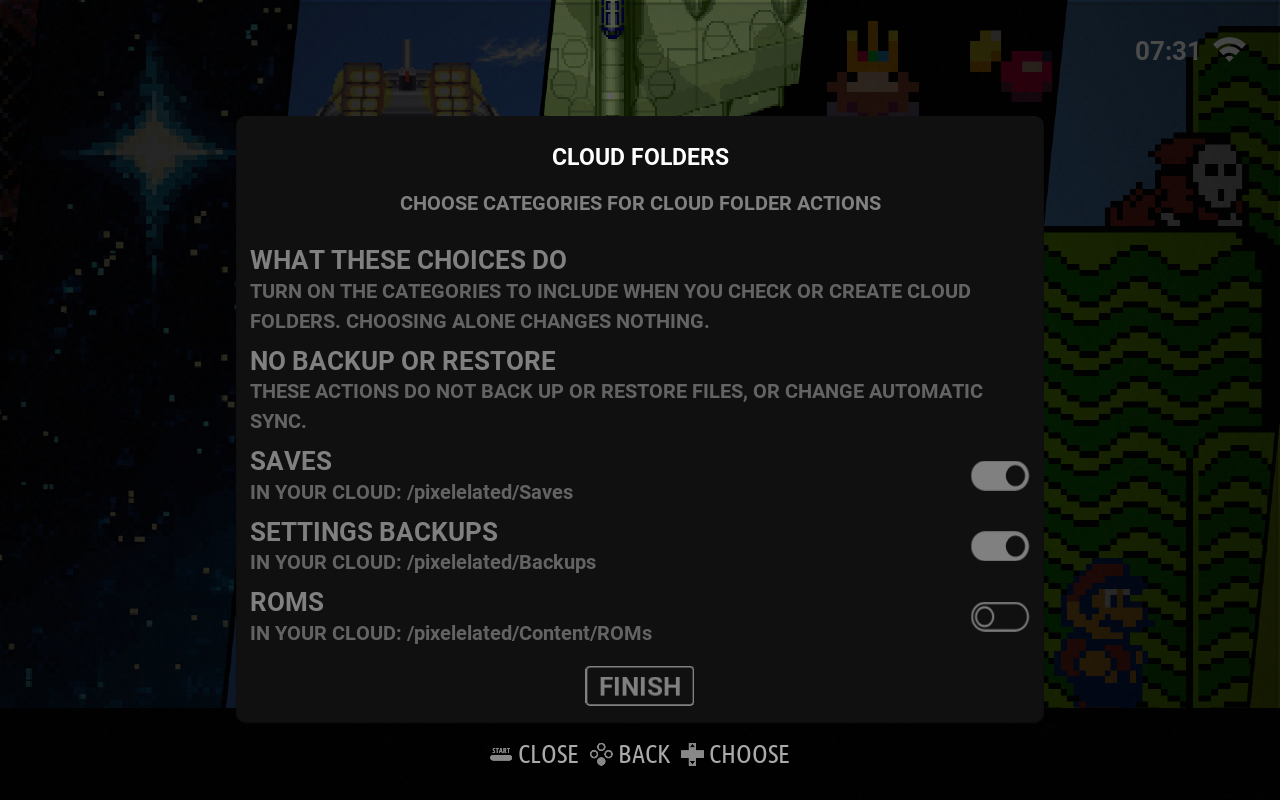 07:31
CLOUD FOLDERS
CHOOSE CATEGORIES FOR CLOUD FOLDER ACTIONS
WHAT THESE CHOICES DO
TURN ON THE CATEGORIES TO INCLUDE WHEN YOU CHECK OR CREATE CLOUD
FOLDERS. CHOOSING ALONE CHANGES NOTHING.
NO BACKUP OR RESTORE
THESE ACTIONS DO NOT BACK UP OR RESTORE FILES, OR CHANGE AUTOMATIC
SYNC.
SAVES
IN YOUR CLOUD: /pixelelated/Saves
SETTINGS BACKUPS
IN YOUR CLOUD: /pixelelated/Backups
ROMS
IN YOUR CLOUD: /pixelelated/Content/ROMs
FINISH
START CLOSE BACK CHOOSE